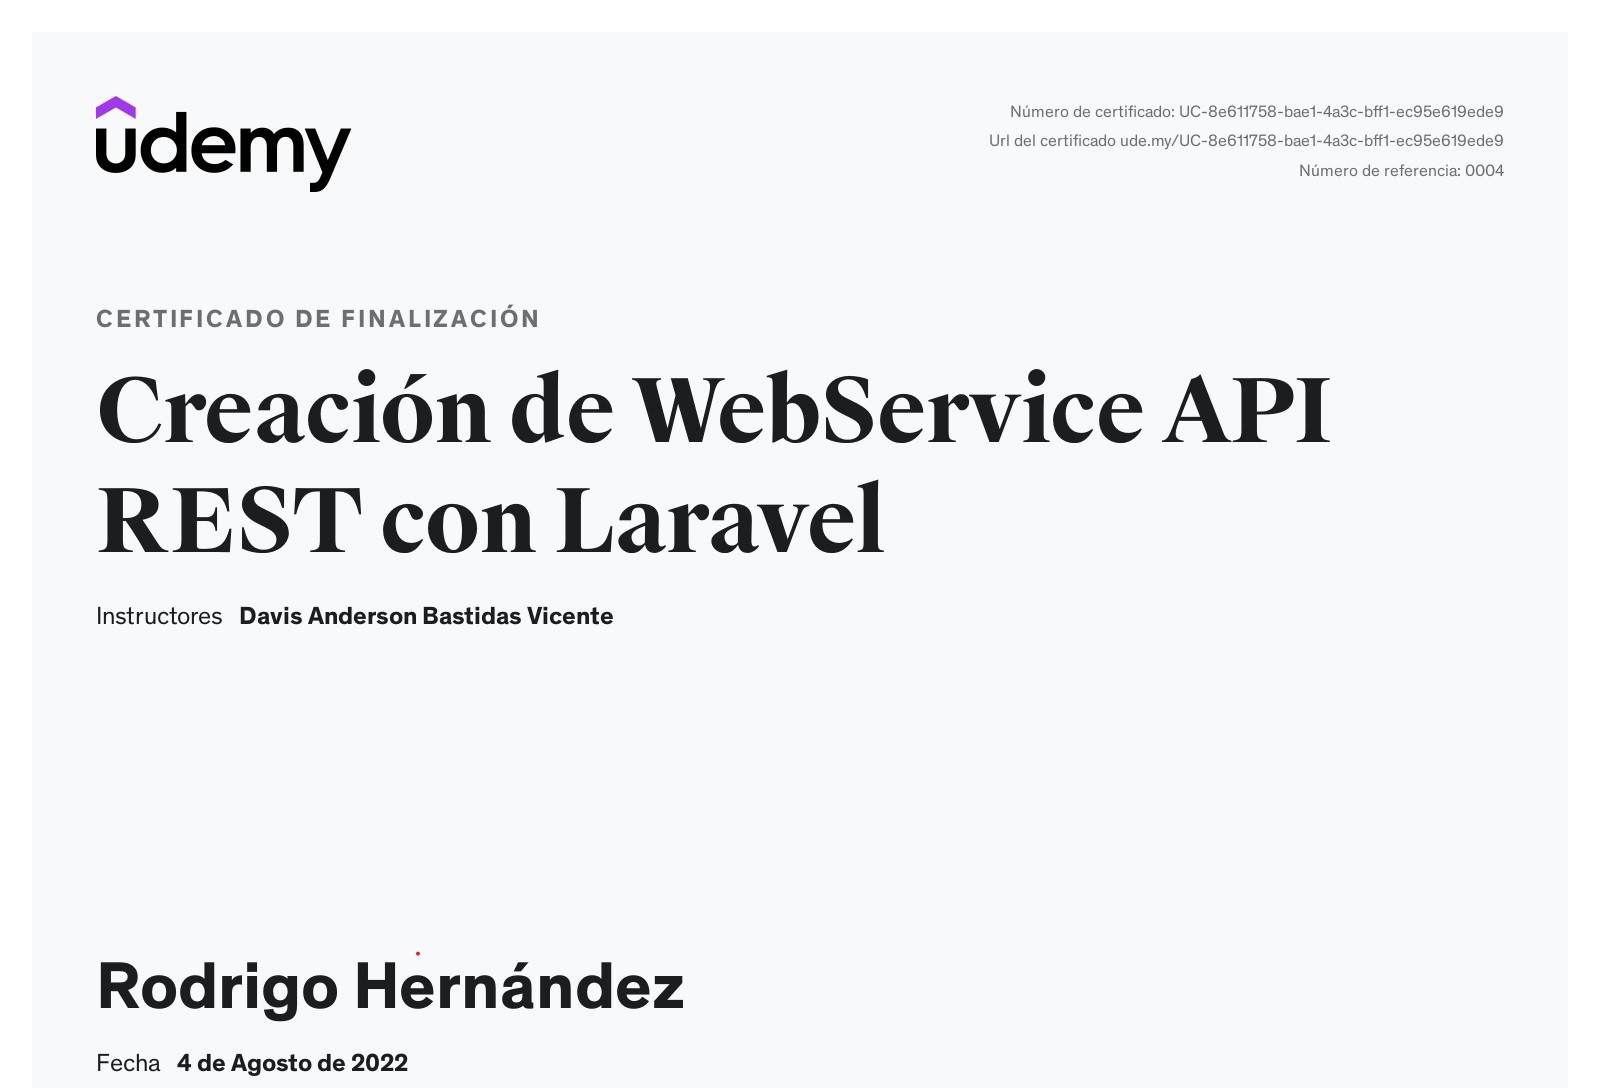 udemy
Número de certificado: UC-8e611758-bae1-4a3c-bff1-ec95e619ede9
Url del certificado ude.my/UC-8e611758-bae1-4a3c-bff1-ec95e619ede9
Número de referencia: 0004
CERTIFICADO DE FINALIZACIÓN
Creación de WebService API
REST con Laravel
Instructores Davis Anderson Bastidas Vicente
Rodrigo Hernández
Fecha 4 de Agosto de 2022